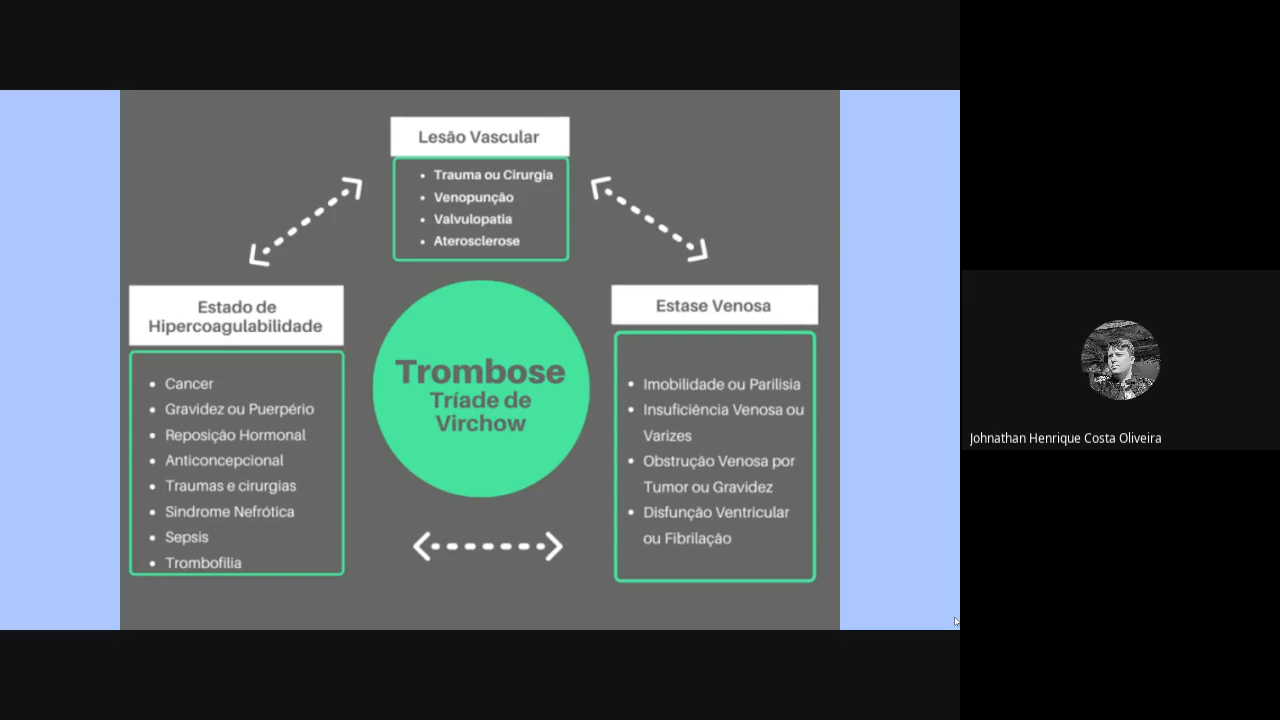 Lesão Vascular
• Trauma ou Cirurgia
• Venopunção
• Valvulopatia
• Aterosclerose
Estado de
Hipercoagulabilidade
• Cancer
• Gravidez ou Puerpério
• Reposição Hormonal
• Anticoncepcional
• Traumas e cirurgias
• Sindrome Nefrótica
• Sepsis
• Trombofilia
Trombose
Tríade de
Virchow
Estase Venosa
• Imobilidade ou Parilisia
• Insuficiência Venosa ou
Varizes
• Obstrução Venosa por
Tumor ou Gravidez
• Disfunção Ventricular
ou Fibrilação
Johnathan Henrique Costa Oliveira